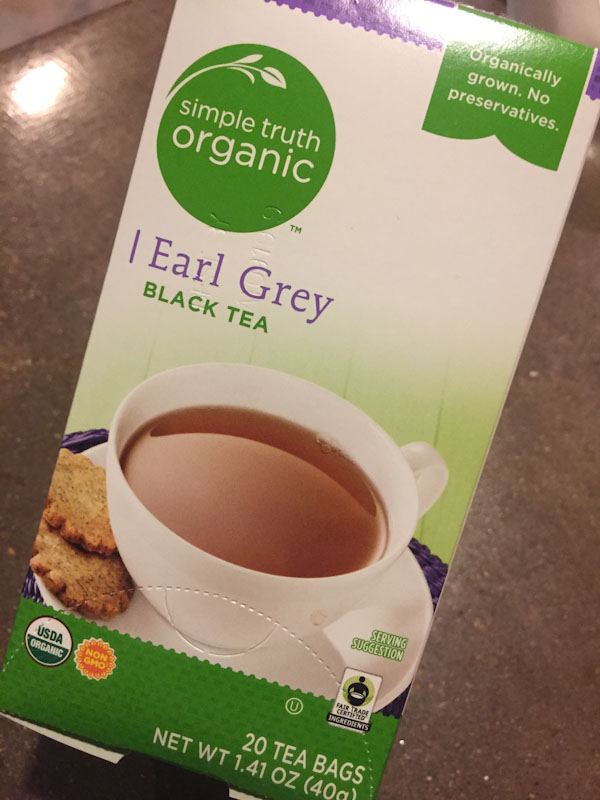 Organically
grown. No
preservatives.
simple truth
organic
TM
Earl Grey
BLACK TEA
SERVING
SUGGESTION
USDA
ORGANIC
NON
GMO
U
FAIR TRADE
CERTIFIED
INGREDIENTS
20 TEA BAGS
NET WT 1.41 OZ (40g)